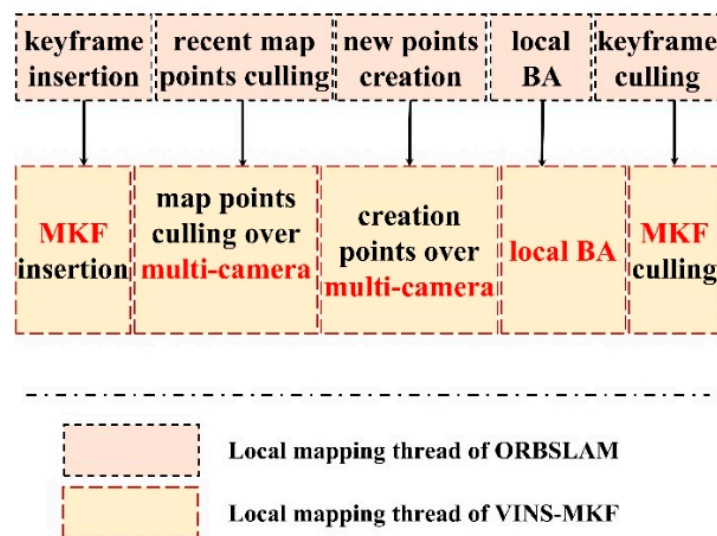 keyframe
insertion
recent map
points culling
new points
creation
local
BA
keyframe
culling
MKF
insertion
map points
culling over
multi-camera
creation
points over
multi-camera
local BA
MKF
culling
Local mapping thread of ORBSLAM
Local mapping thread of VINS-MKF